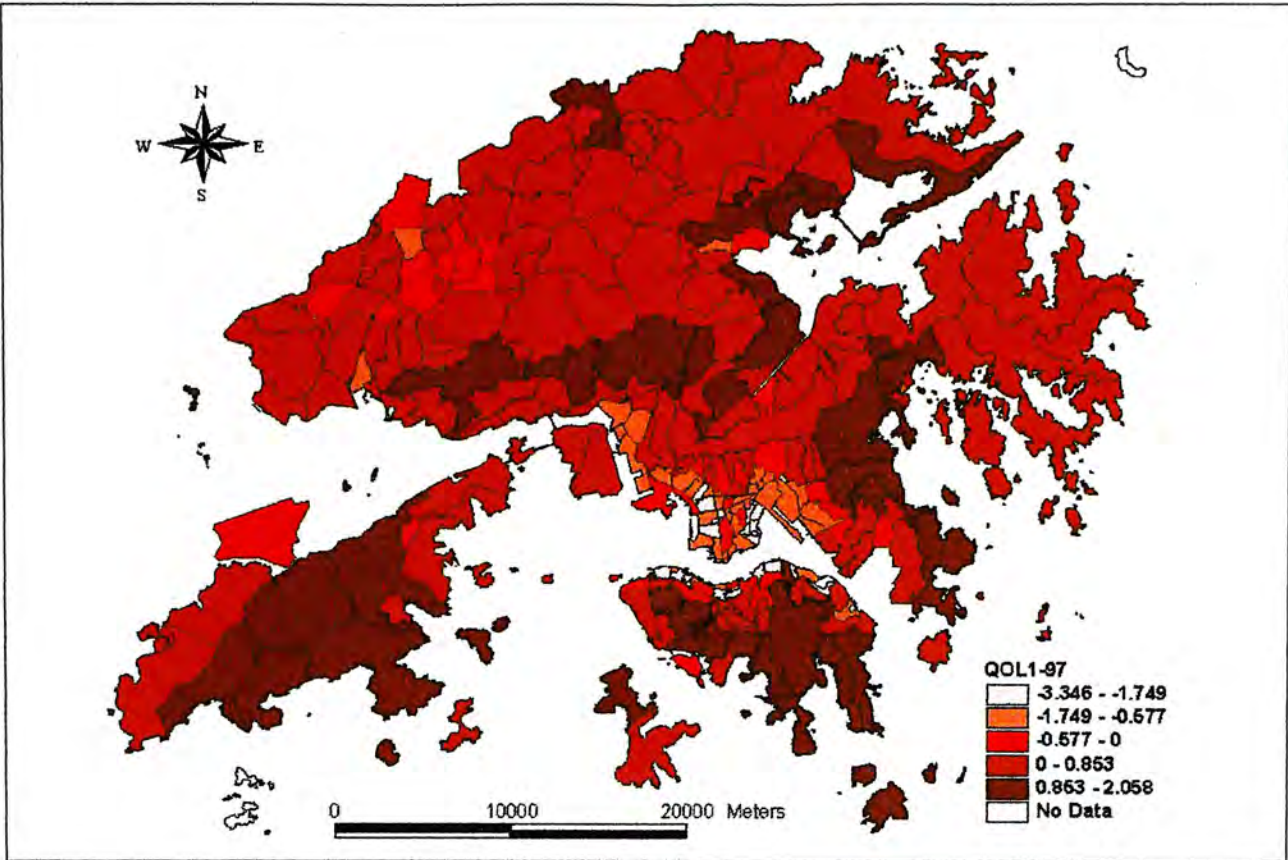 N
W E
S
QOL1-97
-3.346 - -1.749
-1.749 - -0.577
-0.577 - 0
0 - 0.853
0.853 - 2.058
No Data
0 10000 20000 Meters